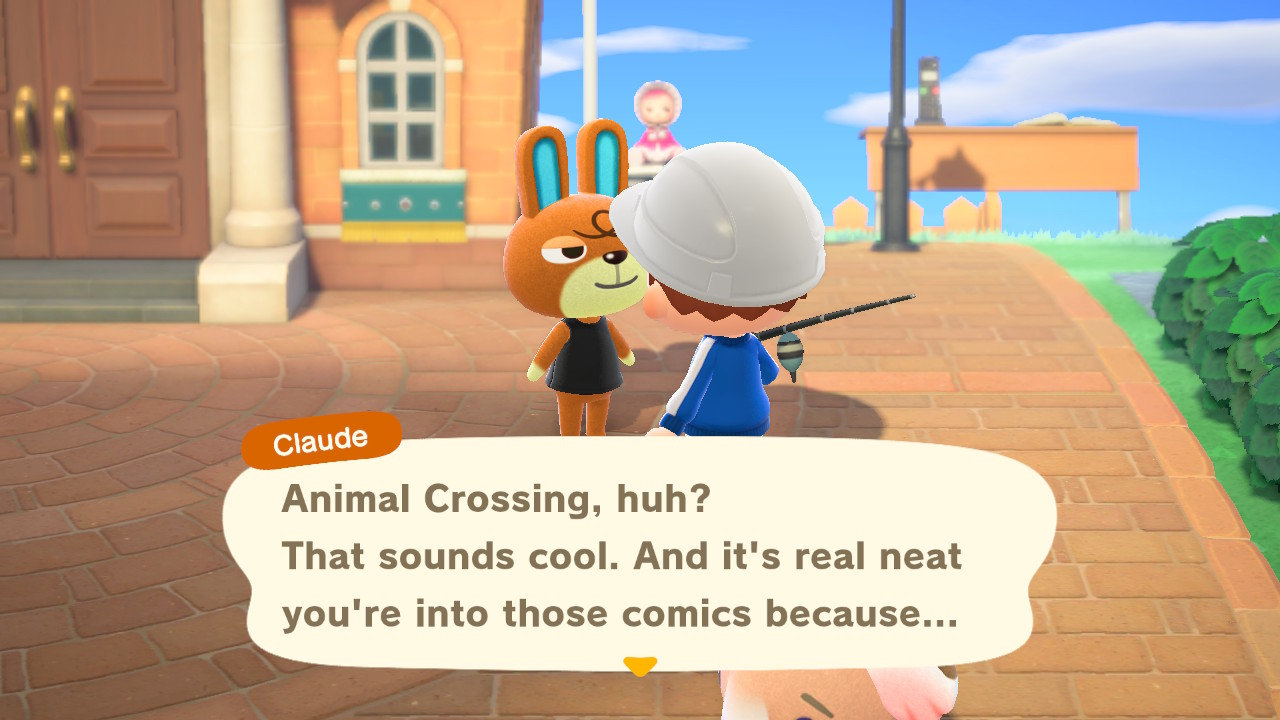 Claude
Animal Crossing, huh?
That sounds cool. And it's real neat
you're into those comics because...